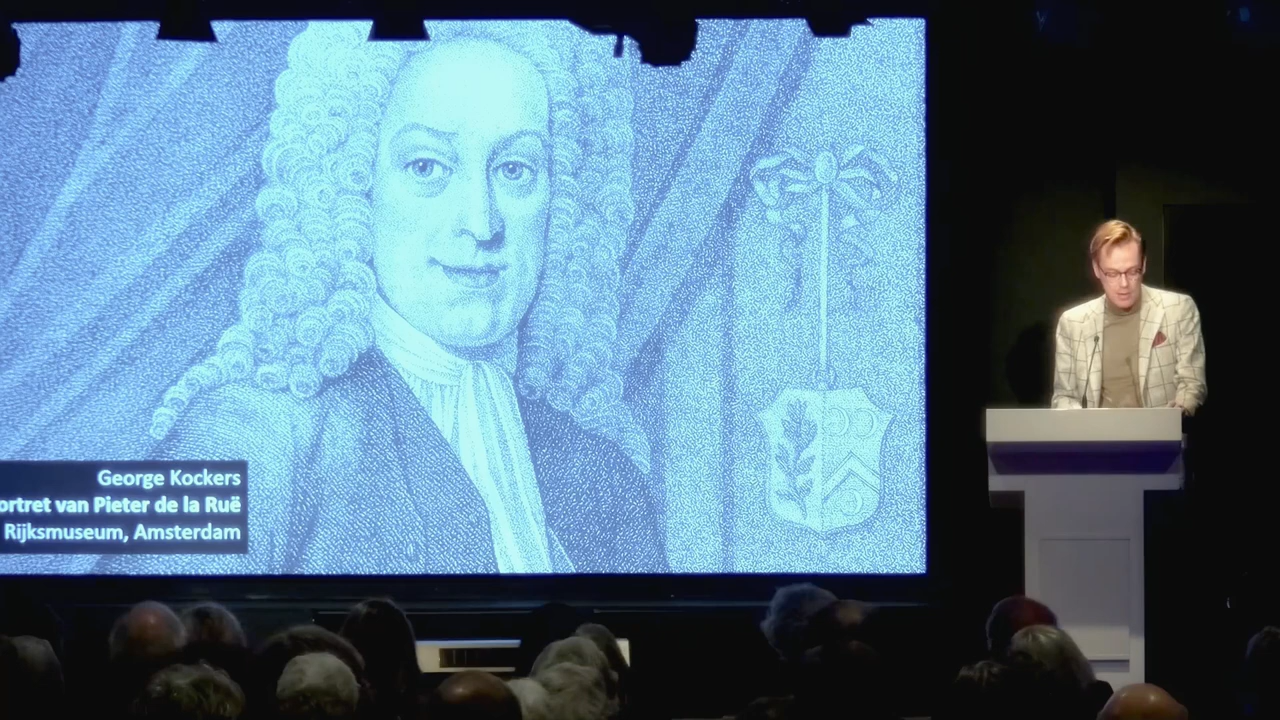 George Kockers
ortret van Pieter de la Ruë
Rijksmuseum, Amsterdam